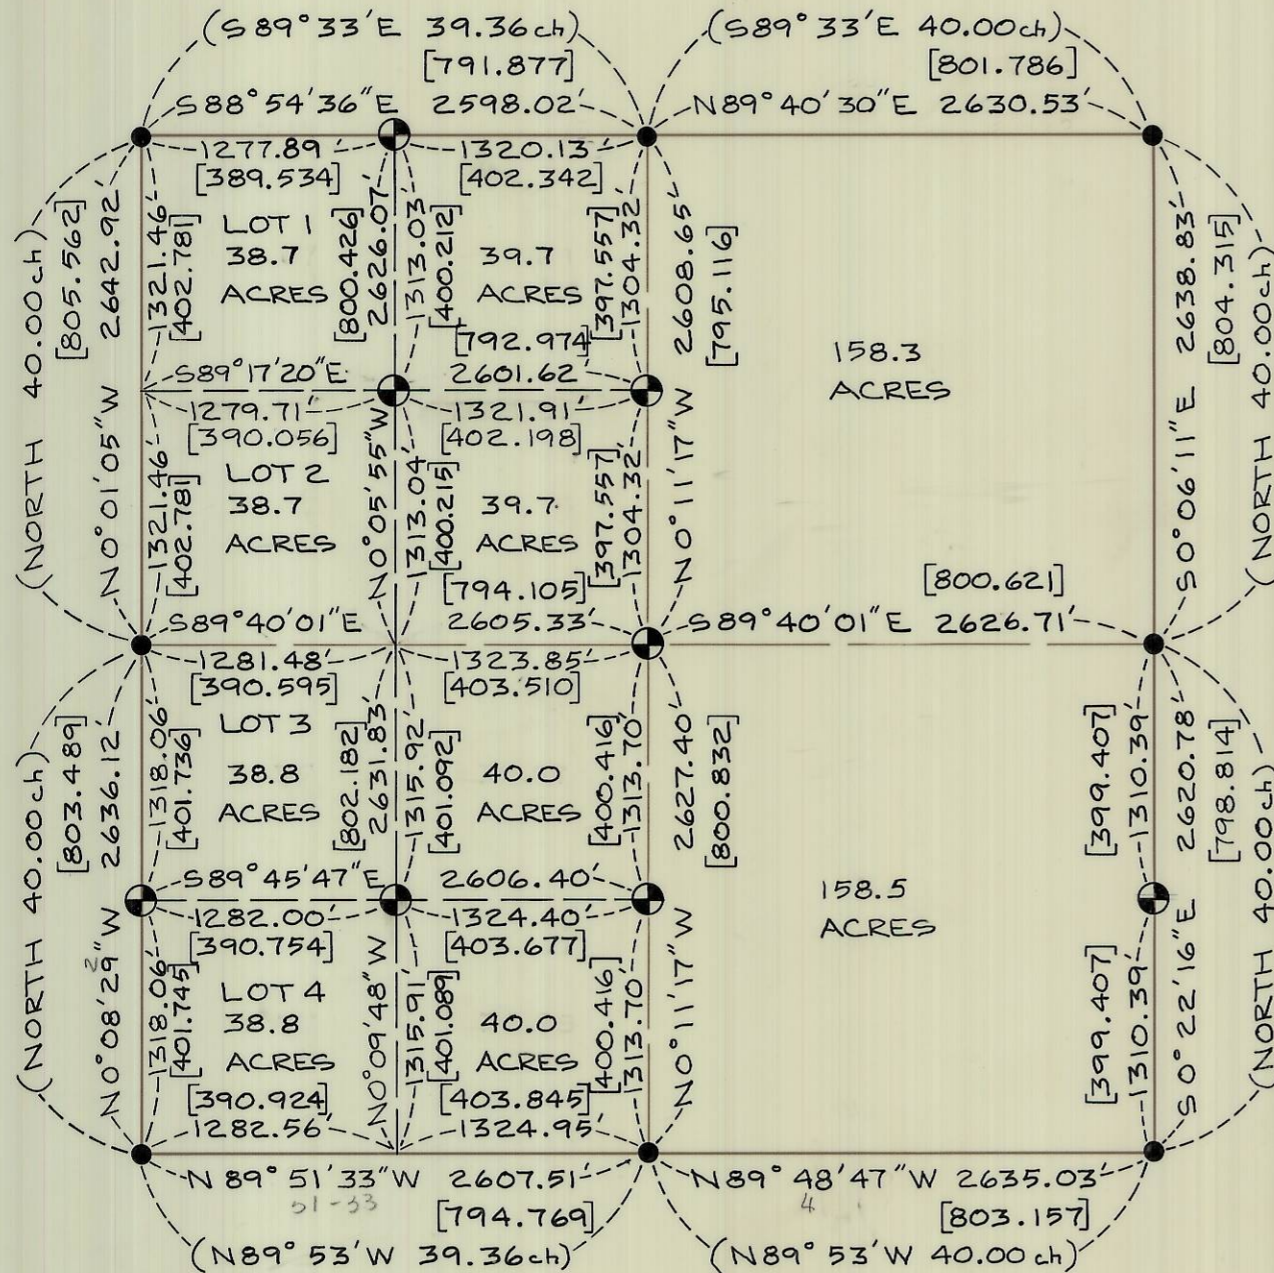 (S89°33'E 39.36ch) (S89°33'E 40.00ch)
[791.877] [801.786]
S88°54'36"E 2598.02' N89°40'30"E 2630.53'
1277.89' 1320.13'
[389.534] [402.342]
(NORTH 40.00ch)
[805.562]
N0°01'05"W 2642.92'
1321.46'
[402.781]
LOT 1
38.7
ACRES
[800.426]
N0°05'55"W 2626.07'
1313.03'
[400.212]
39.7
ACRES
[397.557]
1304.32'
N0°11'17"W 2608.65'
[795.116]
158.3
ACRES
S0°06'11"E 2638.83'
[804.315]
(NORTH 40.00ch)
[792.974]
S89°17'20"E 2601.62'
1279.71' 1321.91'
[390.056] [402.198]
1321.46'
[402.781]
LOT 2
38.7
ACRES
1313.04'
[400.215]
39.7
ACRES
[397.557]
1304.32'
[794.105] [800.621]
S89°40'01"E 2605.33' S89°40'01"E 2626.71'
1281.48' 1323.85'
[390.595] [403.510]
(NORTH 40.00ch)
[803.489]
N0°08'29"W 2636.12'
2
1318.06'
[401.736]
LOT 3
38.8
ACRES
[802.182]
N0°09'48"W 2631.83'
1315.92'
[401.092]
40.0
ACRES
[400.416]
1313.70'
N0°11'17"W 2627.40'
[800.832]
158.5
ACRES
[399.407]
1310.39'
S0°22'16"E 2620.78'
[798.814]
(NORTH 40.00ch)
S89°45'47"E 2606.40'
1282.00' 1324.40'
[390.754] [403.677]
1318.06'
[401.745]
LOT 4
38.8
ACRES
1315.91'
[401.089]
40.0
ACRES
[400.416]
1313.70'
[399.407]
1310.39'
[390.924] [403.845]
1282.56' 1324.95'
N89°51'33"W 2607.51' N89°48'47"W 2635.03'
51-33 4
[794.769] [803.157]
(N89°53'W 39.36ch) (N89°53'W 40.00ch)